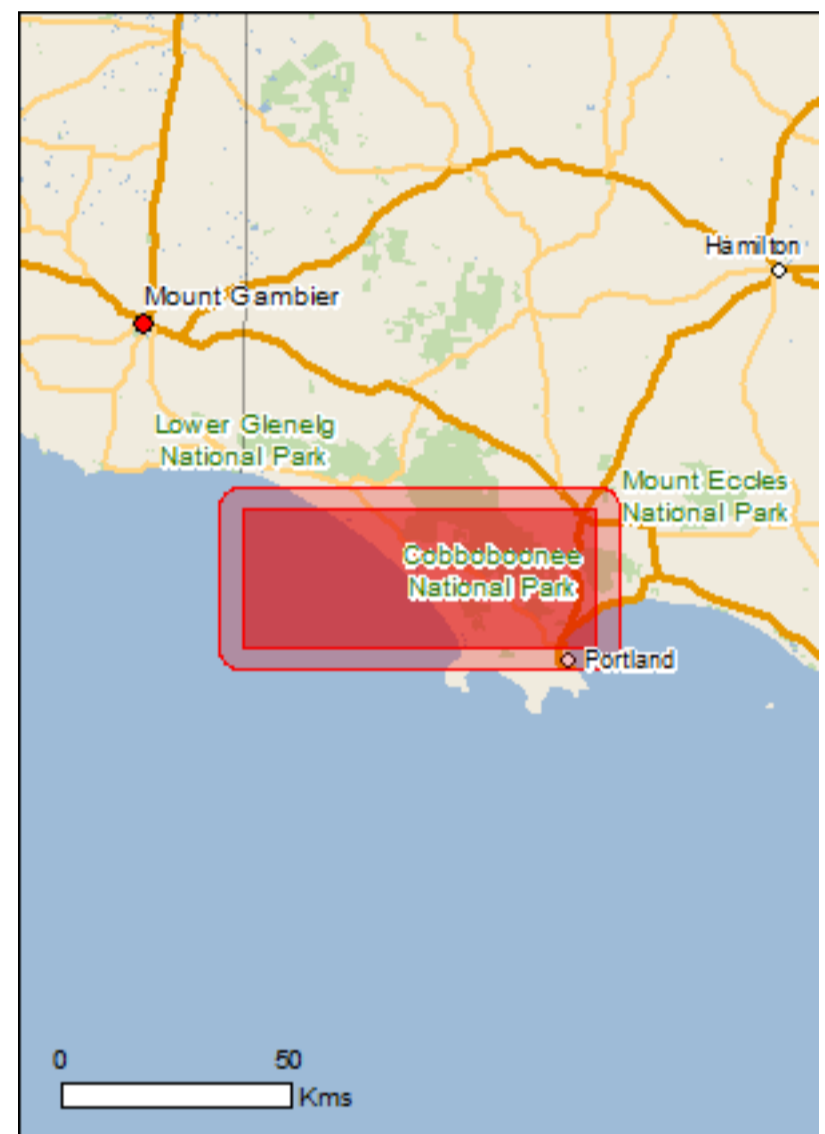 Hamilton
Mount Gambier
Lower Glenelg
National Park
Mount Eccles
National Park
Cobboboonee
National Park
Portland
0 50
Kms